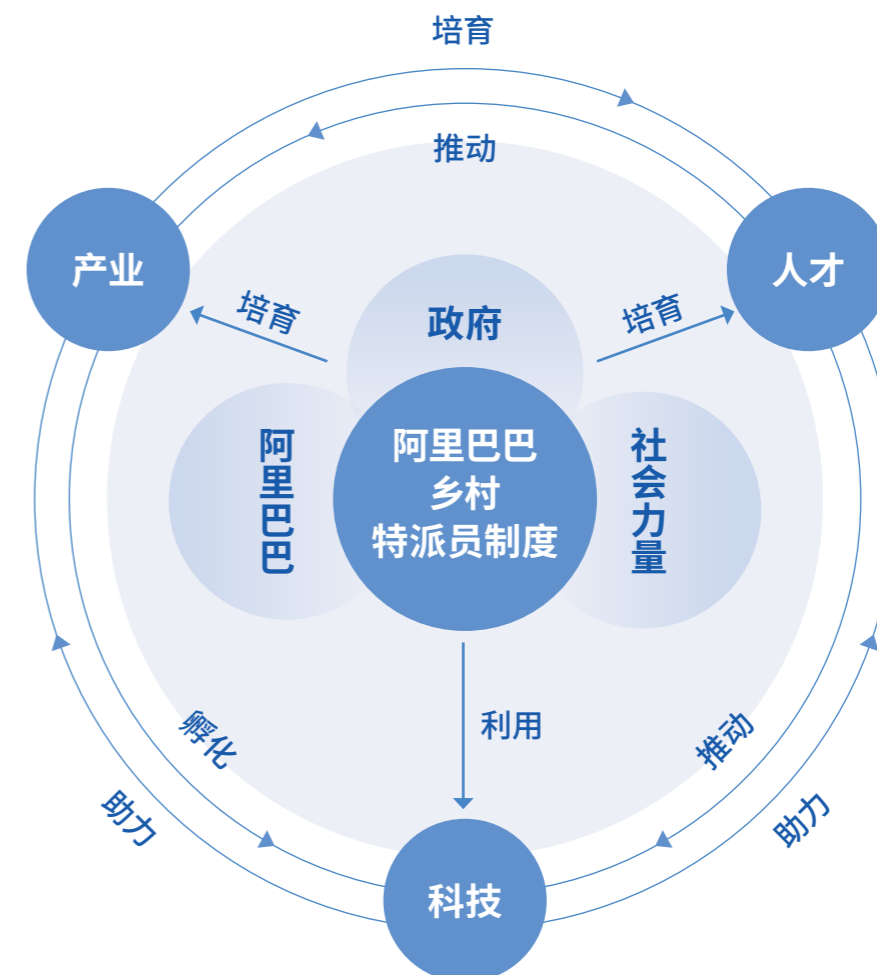 培育
推动
产业
人才
培育
培育
政府
阿里巴巴
阿里巴巴
乡村
特派员制度
社会力量
利用
孵化
推动
助力
助力
科技